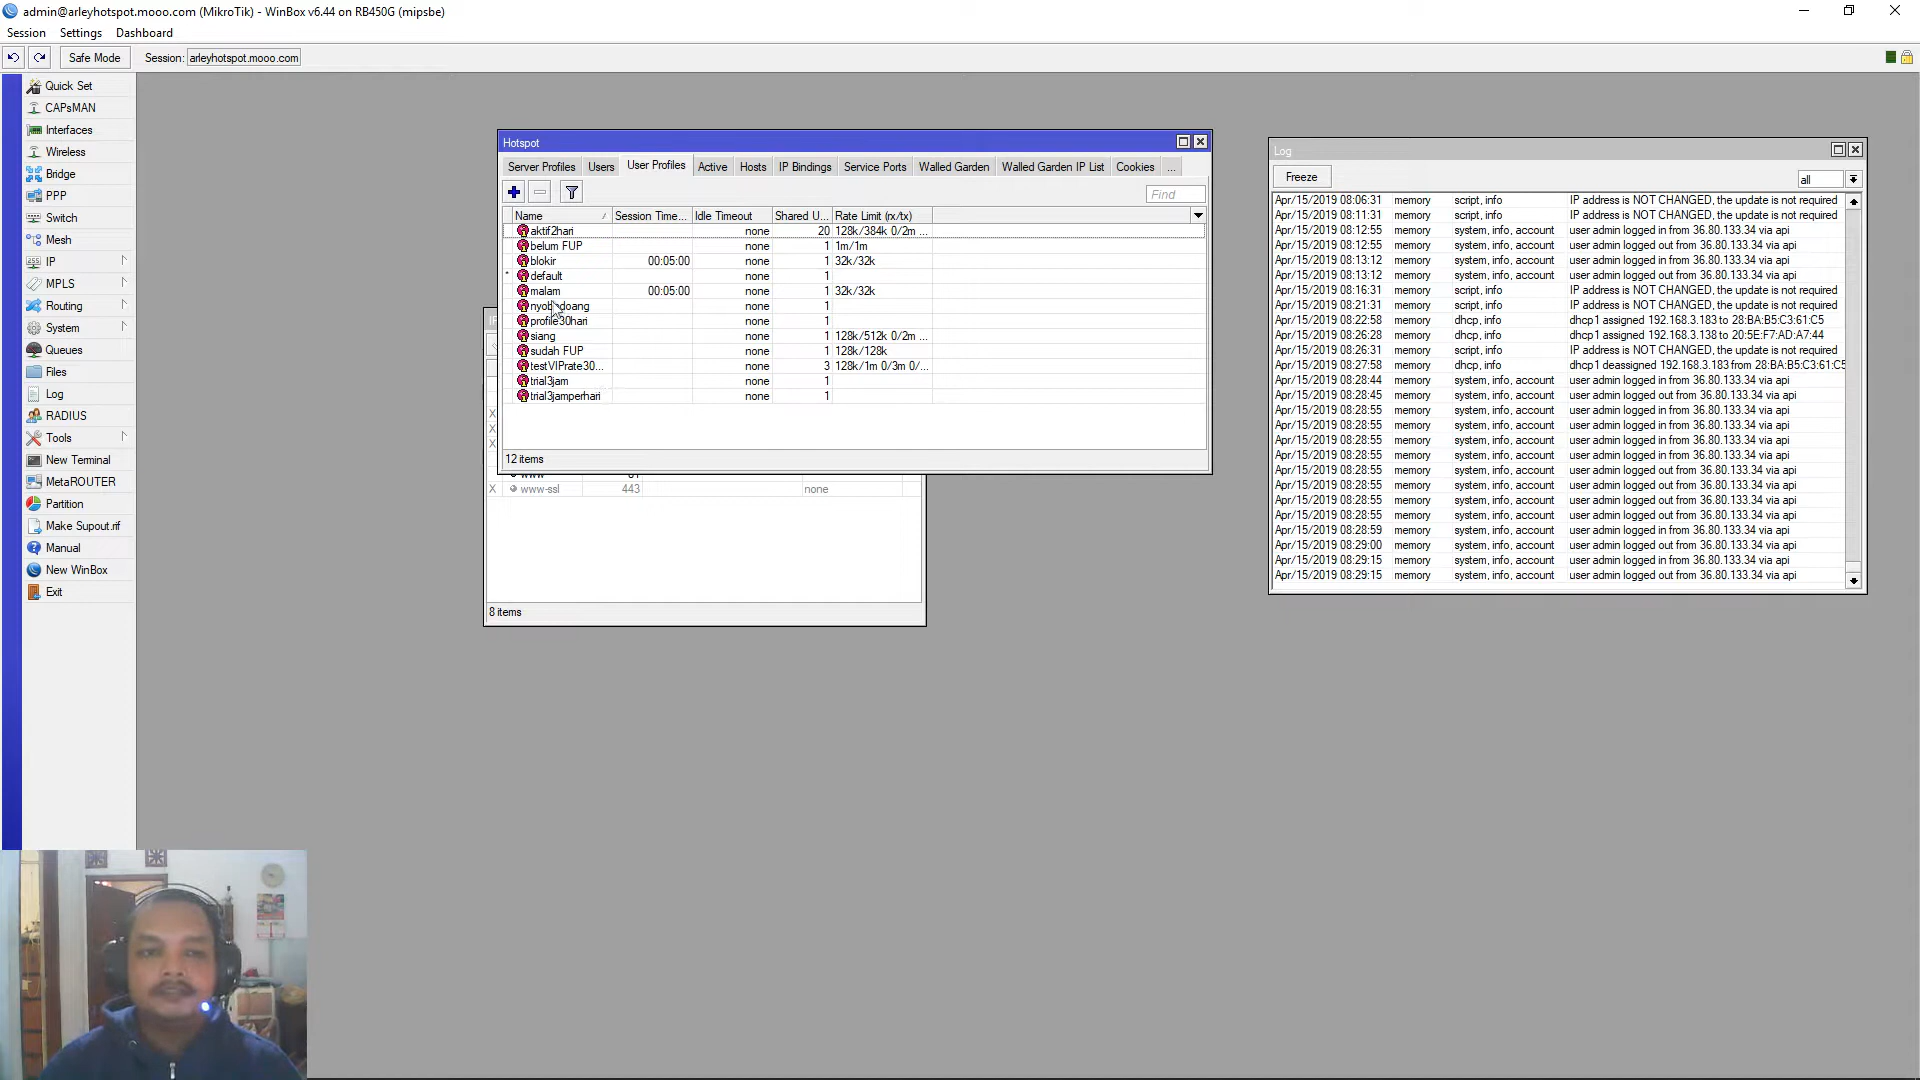 admin@arleyhotspot.mooo.com (MikroTik) - WinBox v6.44 on RB450G (mipsbe)
Session Settings Dashboard
Safe Mode Session: arleyhotspot.mooo.com
Quick Set
CAPsMAN
Interfaces
Wireless
Bridge
PPP
Switch
Mesh
IP
MPLS
Routing
System
Queues
Files
Log
RADIUS
Tools
New Terminal
MetaROUTER
Partition
Make Supout.rif
Manual
New WinBox
Exit
Hotspot
Server Profiles Users User Profiles Active Hosts IP Bindings Service Ports Walled Garden Walled Garden IP List Cookies ...
Find
Name Session Time... Idle Timeout Shared U... Rate Limit (rx/tx)
aktif2hari none 20 128k/384k 0/2m ...
belum FUP none 1 1m/1m
blokir 00:05:00 none 1 32k/32k
* default none 1
malam 00:05:00 none 1 32k/32k
none 1
profile30hari none 1
siang none 1 128k/512k 0/2m ...
sudah FUP none 1 128k/128k
testVIPrate30... none 3 128k/1m 0/3m 0/...
trial3jam none 1
trial3jamperhari none 1
12 items
X
X
X
X www-ssl 443 none
8 items
Log
Freeze all
Apr/15/2019 08:06:31 memory script, info IP address is NOT CHANGED, the update is not required
Apr/15/2019 08:11:31 memory script, info IP address is NOT CHANGED, the update is not required
Apr/15/2019 08:12:55 memory system, info, account user admin logged in from 36.80.133.34 via api
Apr/15/2019 08:12:55 memory system, info, account user admin logged out from 36.80.133.34 via api
Apr/15/2019 08:13:12 memory system, info, account user admin logged in from 36.80.133.34 via api
Apr/15/2019 08:13:12 memory system, info, account user admin logged out from 36.80.133.34 via api
Apr/15/2019 08:16:31 memory script, info IP address is NOT CHANGED, the update is not required
Apr/15/2019 08:21:31 memory script, info IP address is NOT CHANGED, the update is not required
Apr/15/2019 08:22:58 memory dhcp, info dhcp1 assigned 192.168.3.183 to 28:BA:B5:C3:61:C5
Apr/15/2019 08:26:28 memory dhcp, info dhcp1 assigned 192.168.3.138 to 20:5E:F7:AD:A7:44
Apr/15/2019 08:26:31 memory script, info IP address is NOT CHANGED, the update is not required
Apr/15/2019 08:27:58 memory dhcp, info dhcp1 deassigned 192.168.3.183 from 28:BA:B5:C3:61:C5
Apr/15/2019 08:28:44 memory system, info, account user admin logged in from 36.80.133.34 via api
Apr/15/2019 08:28:45 memory system, info, account user admin logged out from 36.80.133.34 via api
Apr/15/2019 08:28:55 memory system, info, account user admin logged in from 36.80.133.34 via api
Apr/15/2019 08:28:55 memory system, info, account user admin logged out from 36.80.133.34 via api
Apr/15/2019 08:28:55 memory system, info, account user admin logged in from 36.80.133.34 via api
Apr/15/2019 08:28:55 memory system, info, account user admin logged out from 36.80.133.34 via api
Apr/15/2019 08:28:55 memory system, info, account user admin logged in from 36.80.133.34 via api
Apr/15/2019 08:28:55 memory system, info, account user admin logged out from 36.80.133.34 via api
Apr/15/2019 08:28:55 memory system, info, account user admin logged in from 36.80.133.34 via api
Apr/15/2019 08:28:55 memory system, info, account user admin logged out from 36.80.133.34 via api
Apr/15/2019 08:28:59 memory system, info, account user admin logged in from 36.80.133.34 via api
Apr/15/2019 08:29:00 memory system, info, account user admin logged out from 36.80.133.34 via api
Apr/15/2019 08:29:15 memory system, info, account user admin logged in from 36.80.133.34 via api
Apr/15/2019 08:29:15 memory system, info, account user admin logged out from 36.80.133.34 via api